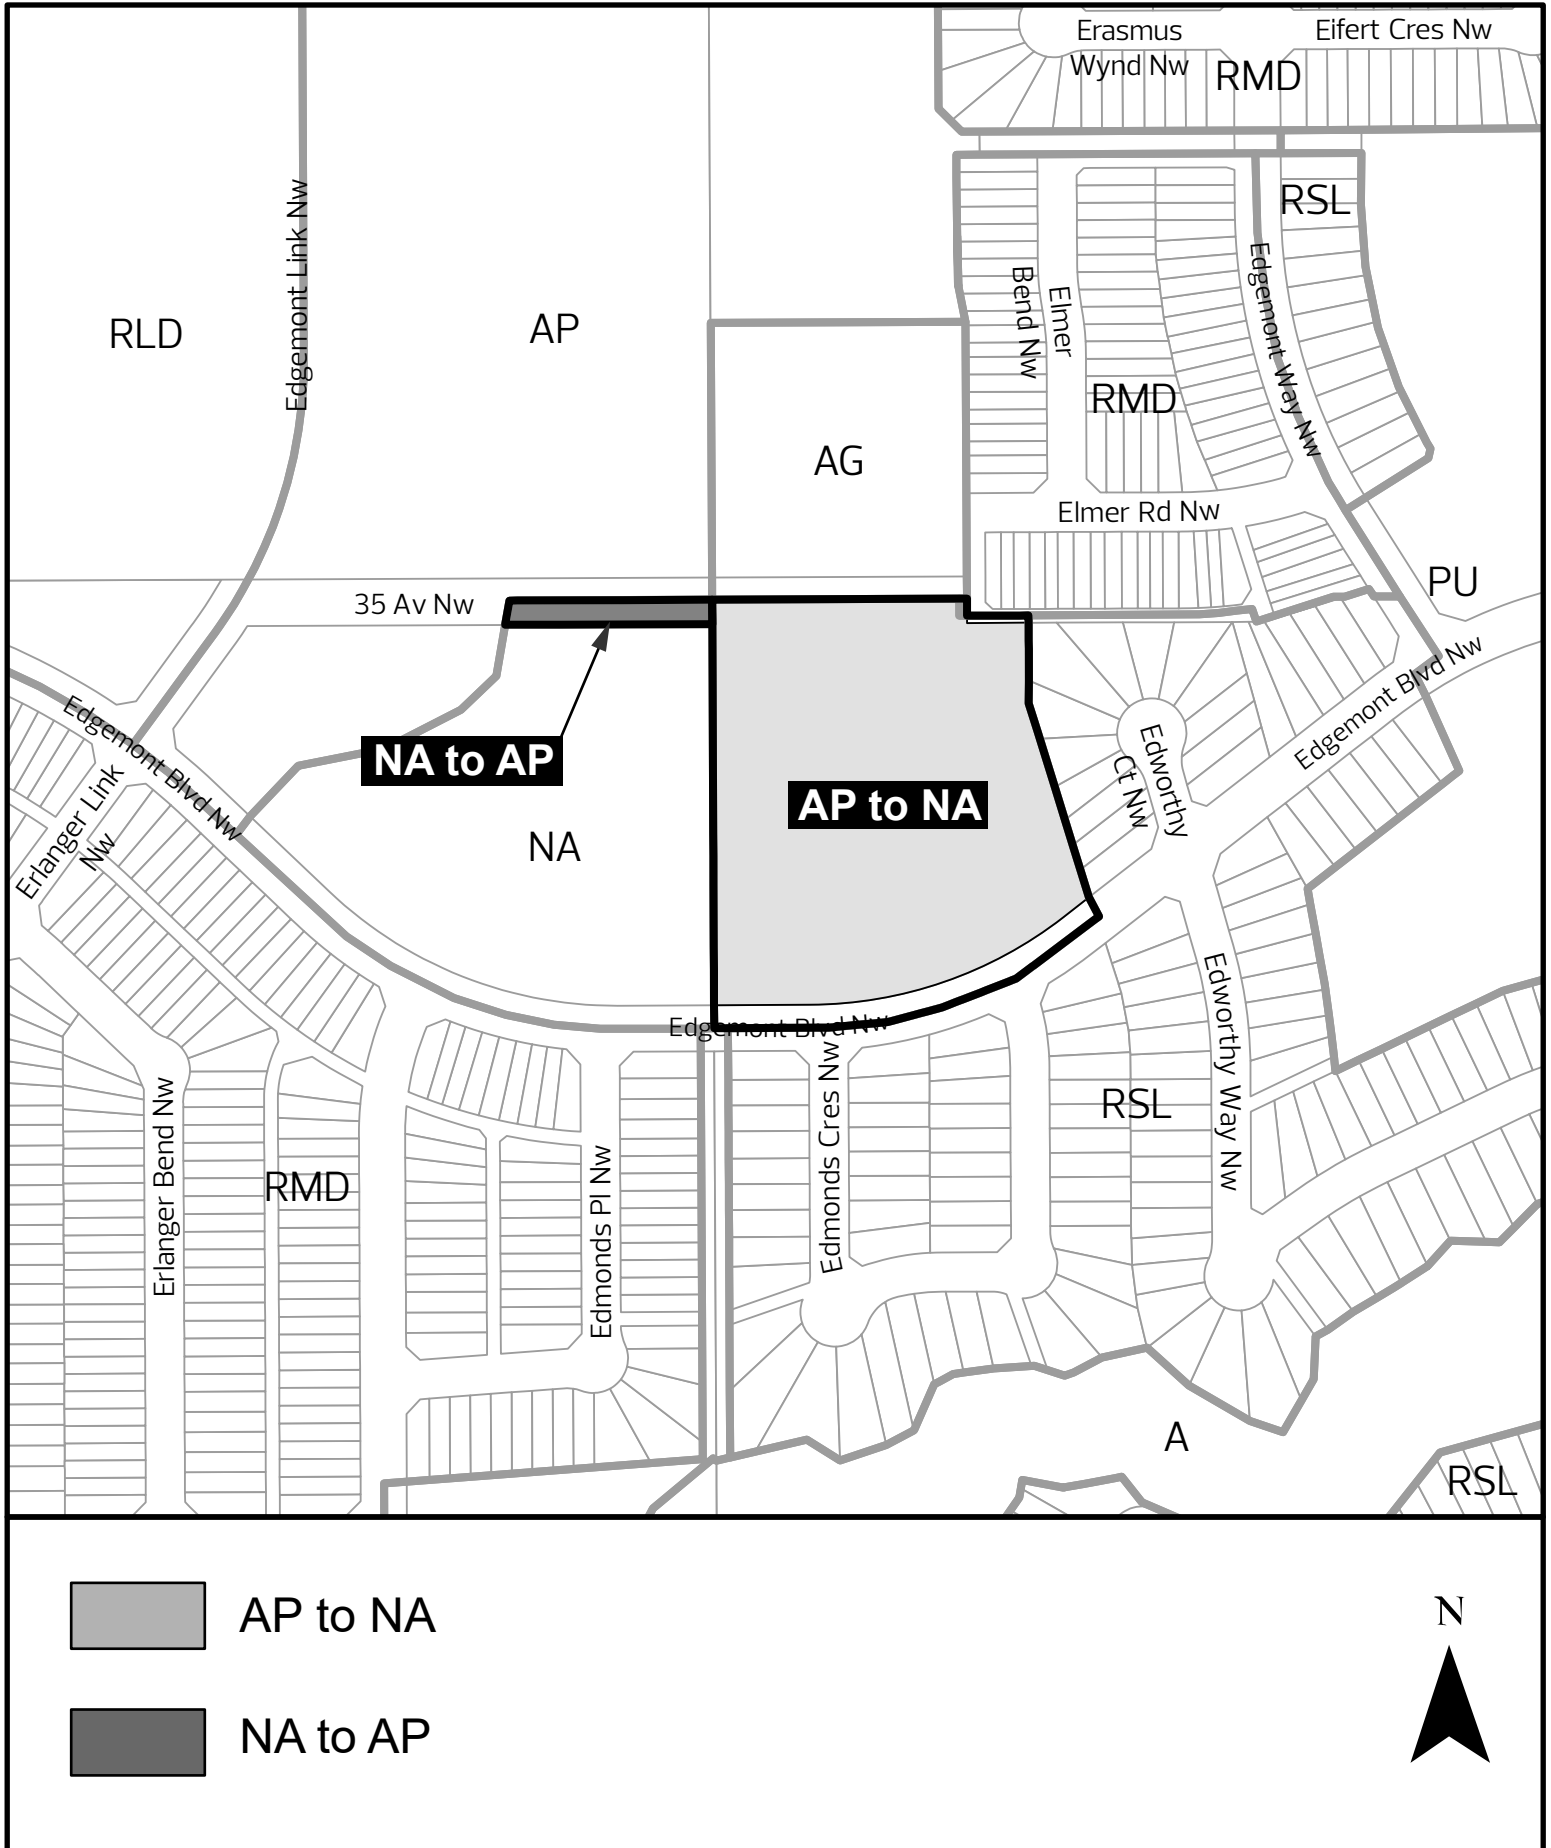 Erasmus
Wynd Nw
Eifert Cres Nw
RMD
RSL
Edgemont Link Nw
RLD
AP
Elmer
Bend Nw
Edgemont Way Nw
RMD
AG
Elmer Rd Nw
PU
35 Av Nw
Edgemont Blvd Nw
Edgemont Blvd Nw
NA to AP
AP to NA
Edworthy
Ct Nw
Erlanger Link
Nw
NA
Edworthy Way Nw
Edgemont Blvd Nw
Edmonds Cres Nw
RSL
Erlanger Bend Nw
RMD
Edmonds Pl Nw
A
RSL
AP to NA
N
NA to AP